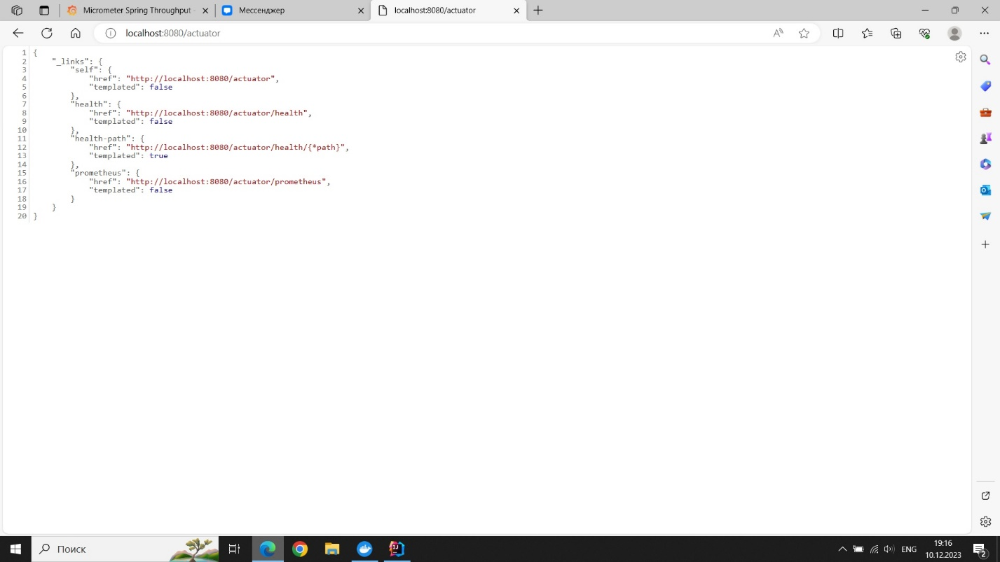 Micrometer Spring Throughput
Мессенджер
localhost:8080/actuator
localhost:8080/actuator
1 {
2     "_links": {
3         "self": {
4             "href": "http://localhost:8080/actuator",
5             "templated": false
6         },
7         "health": {
8             "href": "http://localhost:8080/actuator/health",
9             "templated": false
10         },
11         "health-path": {
12             "href": "http://localhost:8080/actuator/health/{*path}",
13             "templated": true
14         },
15         "prometheus": {
16             "href": "http://localhost:8080/actuator/prometheus",
17             "templated": false
18         }
19     }
20 }
Поиск
ENG
19:16
10.12.2023
2